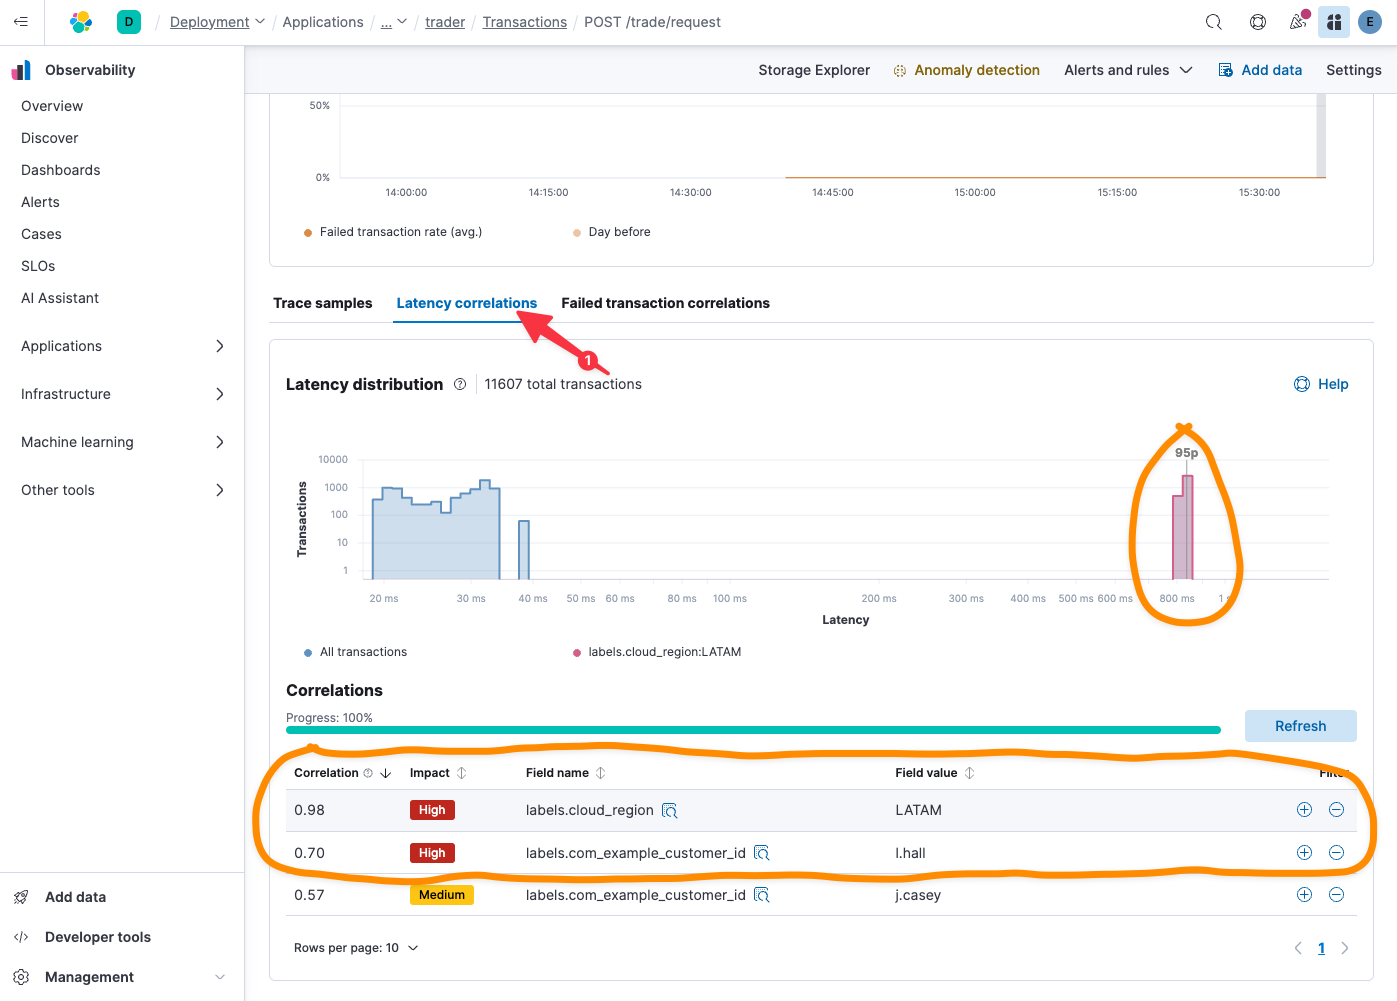 D
Deployment / Applications / ... / trader / Transactions / POST /trade/request
E
Observability
Storage Explorer Anomaly detection Alerts and rules Add data Settings
Overview
Discover
Dashboards
Alerts
Cases
SLOs
AI Assistant
Applications
Infrastructure
Machine learning
Other tools
Add data
Developer tools
Management
50%
0%
14:00:00 14:15:00 14:30:00 14:45:00 15:00:00 15:15:00 15:30:00
Failed transaction rate (avg.) Day before
Trace samples Latency correlations Failed transaction correlations
1
Latency distribution 11607 total transactions Help
95p
10000
1000
100
10
1
Transactions
20 ms 30 ms 40 ms 50 ms 60 ms 80 ms 100 ms 200 ms 300 ms 400 ms 500 ms 600 ms 800 ms 1
Latency
All transactions labels.cloud_region:LATAM
Correlations
Progress: 100%
Refresh
Correlation Impact Field name Field value Filter
0.98 High labels.cloud_region LATAM
0.70 High labels.com_example_customer_id l.hall
0.57 Medium labels.com_example_customer_id j.casey
Rows per page: 10 1